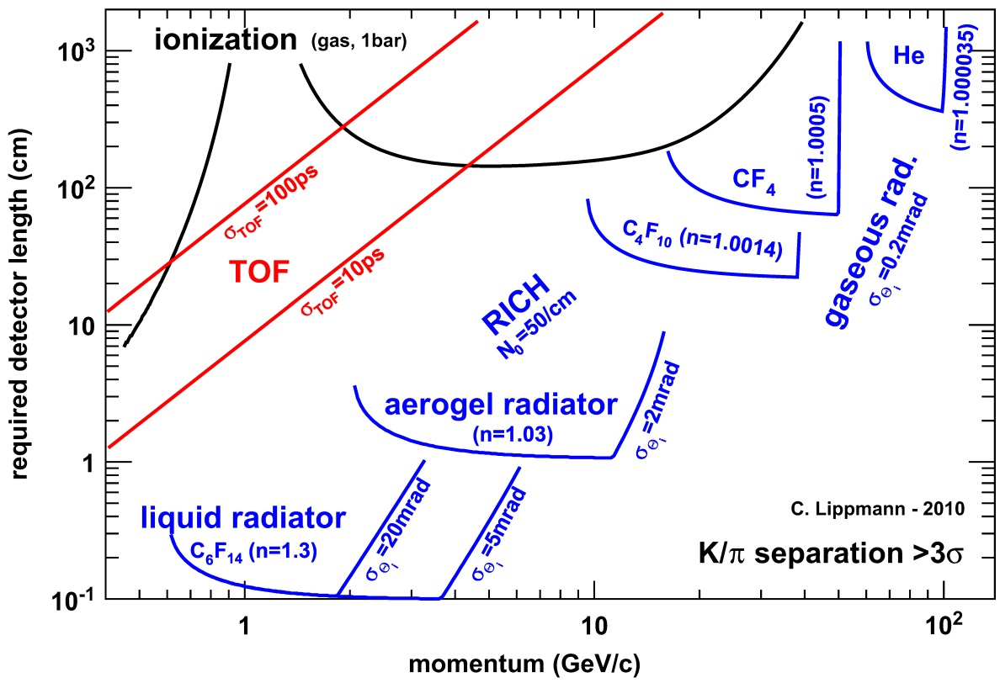 ionization (gas, 1bar)
10³
10²
10
1
10⁻¹
required detector length (cm)
σTOF=100ps
TOF
σTOF=10ps
He
(n=1.000035)
(n=1.0005)
CF₄
C₄F₁₀ (n=1.0014)
gaseous rad.
σΘᵢ=0.2mrad
RICH
N₀=50/cm
aerogel radiator
(n=1.03)
σΘᵢ=2mrad
liquid radiator
C₆F₁₄ (n=1.3)
σΘᵢ=20mrad
σΘᵢ=5mrad
C. Lippmann - 2010
K/π separation >3σ
1
10
10²
momentum (GeV/c)